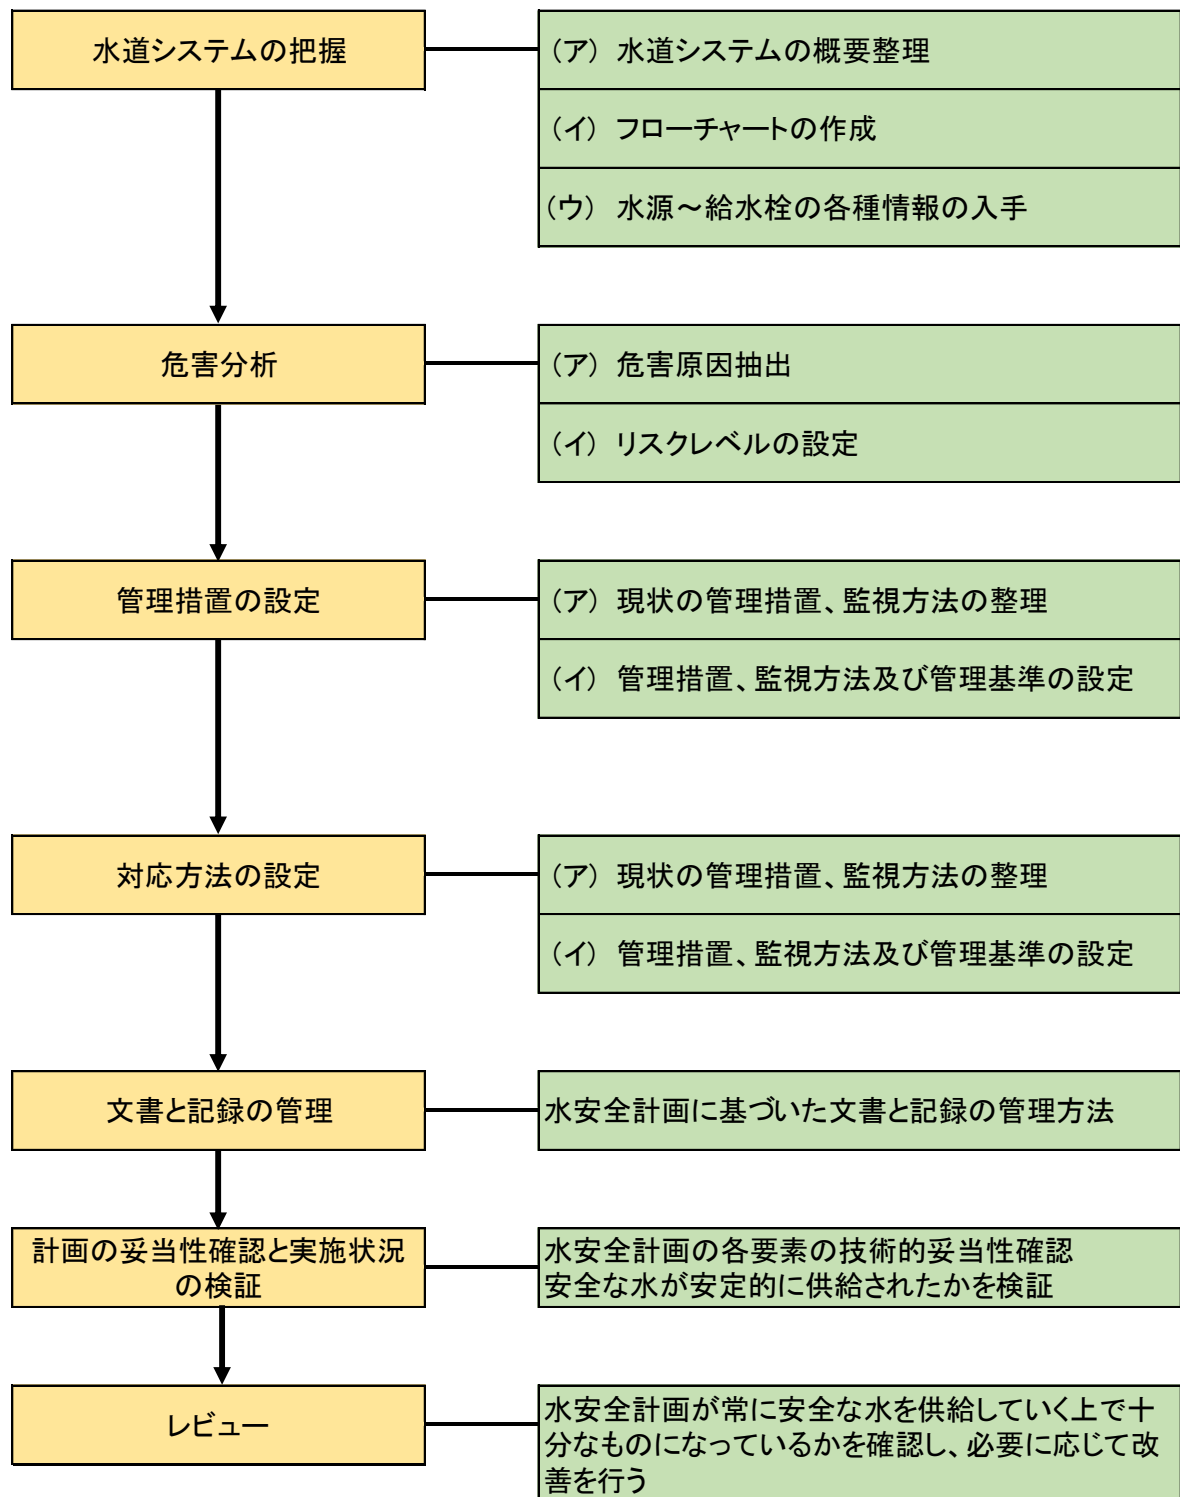 水道システムの把握
（ア） 水道システムの概要整理
（イ） フローチャートの作成
（ウ） 水源～給水栓の各種情報の入手
危害分析
（ア） 危害原因抽出
（イ） リスクレベルの設定
管理措置の設定
（ア） 現状の管理措置、監視方法の整理
（イ） 管理措置、監視方法及び管理基準の設定
対応方法の設定
（ア） 現状の管理措置、監視方法の整理
（イ） 管理措置、監視方法及び管理基準の設定
文書と記録の管理
水安全計画に基づいた文書と記録の管理方法
計画の妥当性確認と実施状況
の検証
水安全計画の各要素の技術的妥当性確認
安全な水が安定的に供給されたかを検証
レビュー
水安全計画が常に安全な水を供給していく上で十
分なものになっているかを確認し、必要に応じて改
善を行う